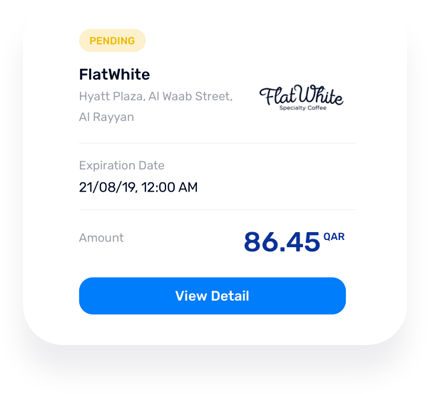 PENDING
FlatWhite
Hyatt Plaza, Al Waab Street,
Al Rayyan
FlatWhite
Specialty Coffee
Expiration Date
21/08/19, 12:00 AM
Amount
86.45 QAR
View Detail